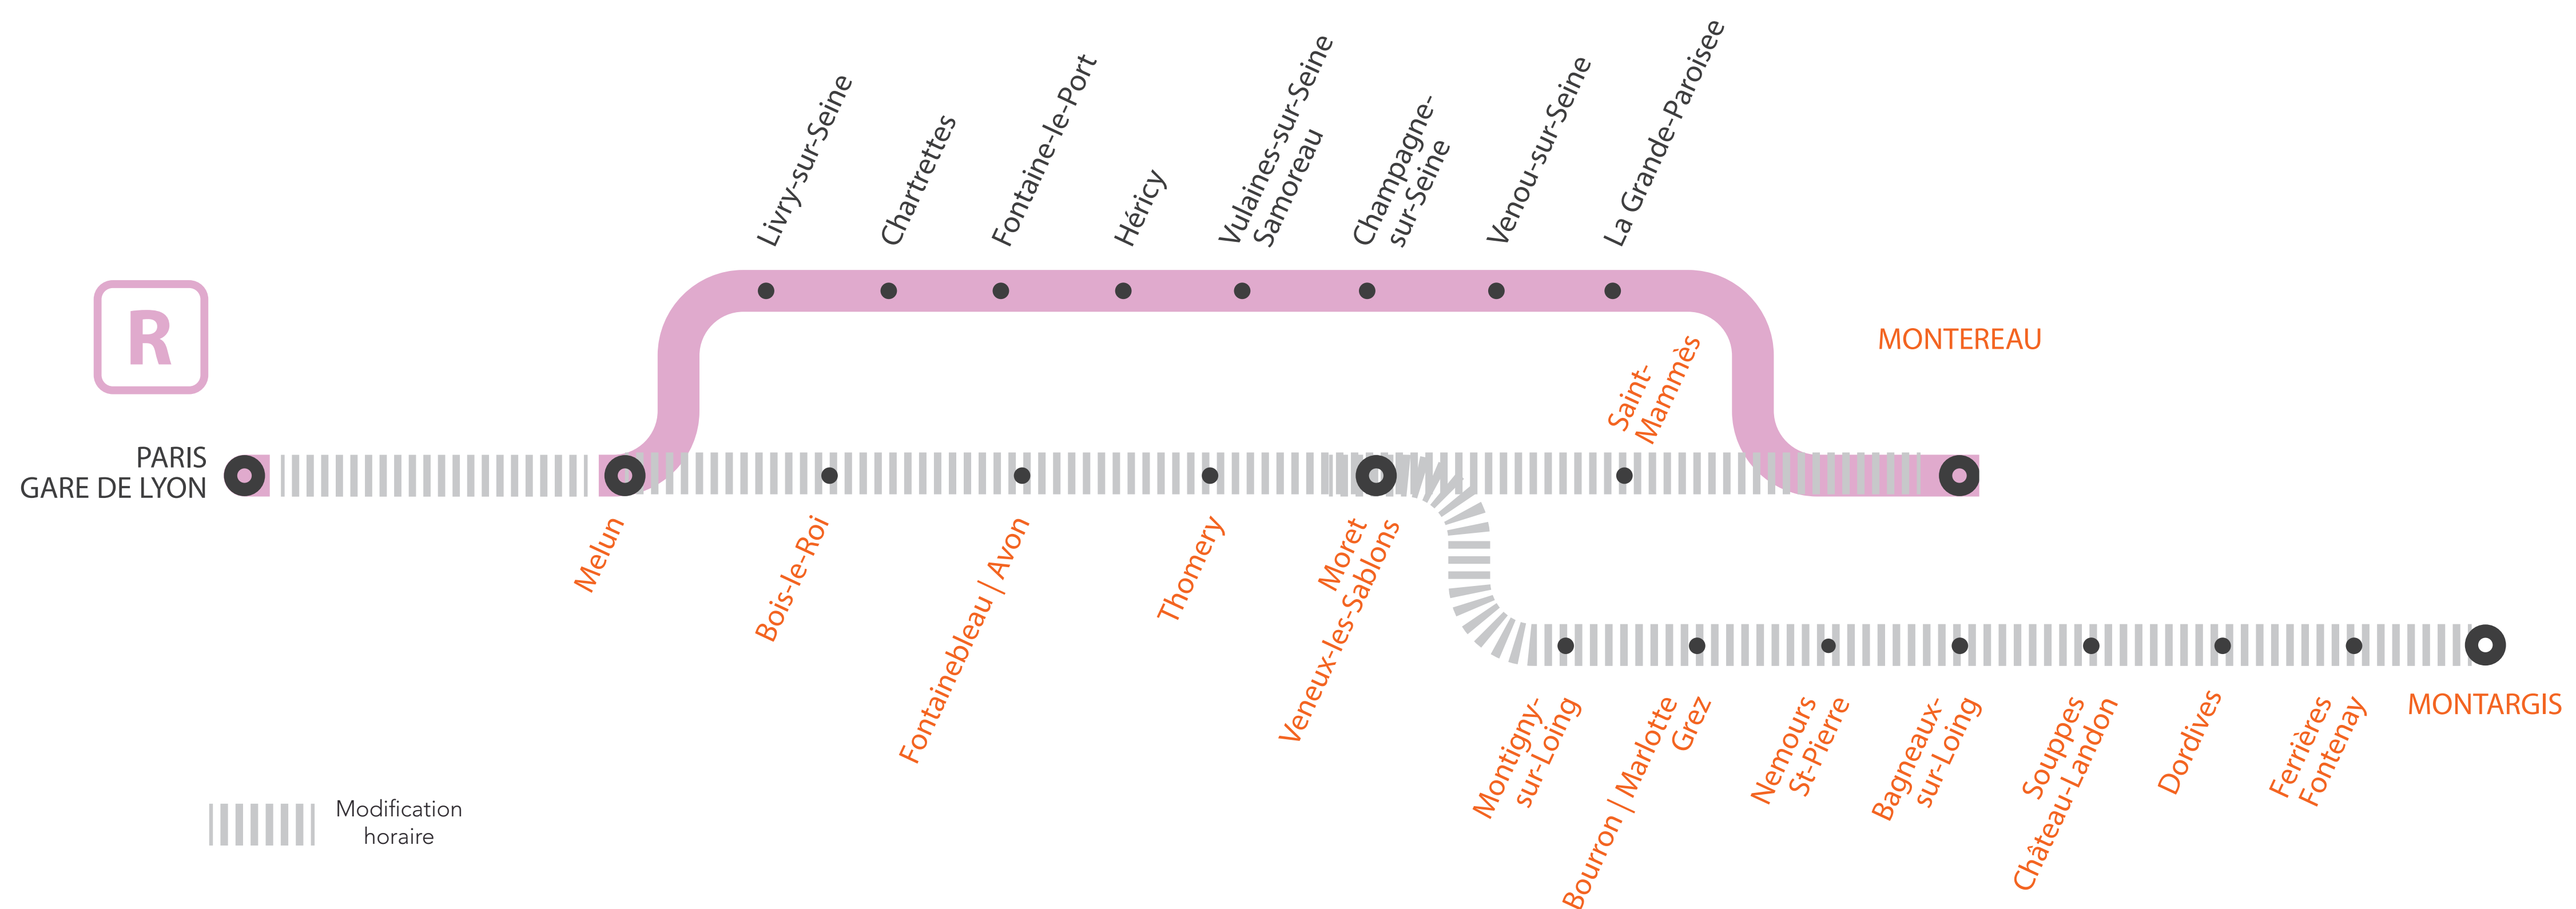 Livry-sur-Seine
Chartrettes
Fontaine-le-Port
Héricy
Vulaines-sur-Seine
Samoreau
Champagne-
sur-Seine
Venou-sur-Seine
La Grande-Paroisee
R
MONTEREAU
Saint-
Mammès
PARIS
GARE DE LYON
Melun
Bois-le-Roi
Fontainebleau | Avon
Thomery
Moret
Veneux-les-Sablons
Montigny-
sur-Loing
Bourron | Marlotte
Grez
Nemours
St-Pierre
Bagneaux-
sur-Loing
Souppes
Château-Landon
Dordives
Ferrières
Fontenay
MONTARGIS
Modification
horaire